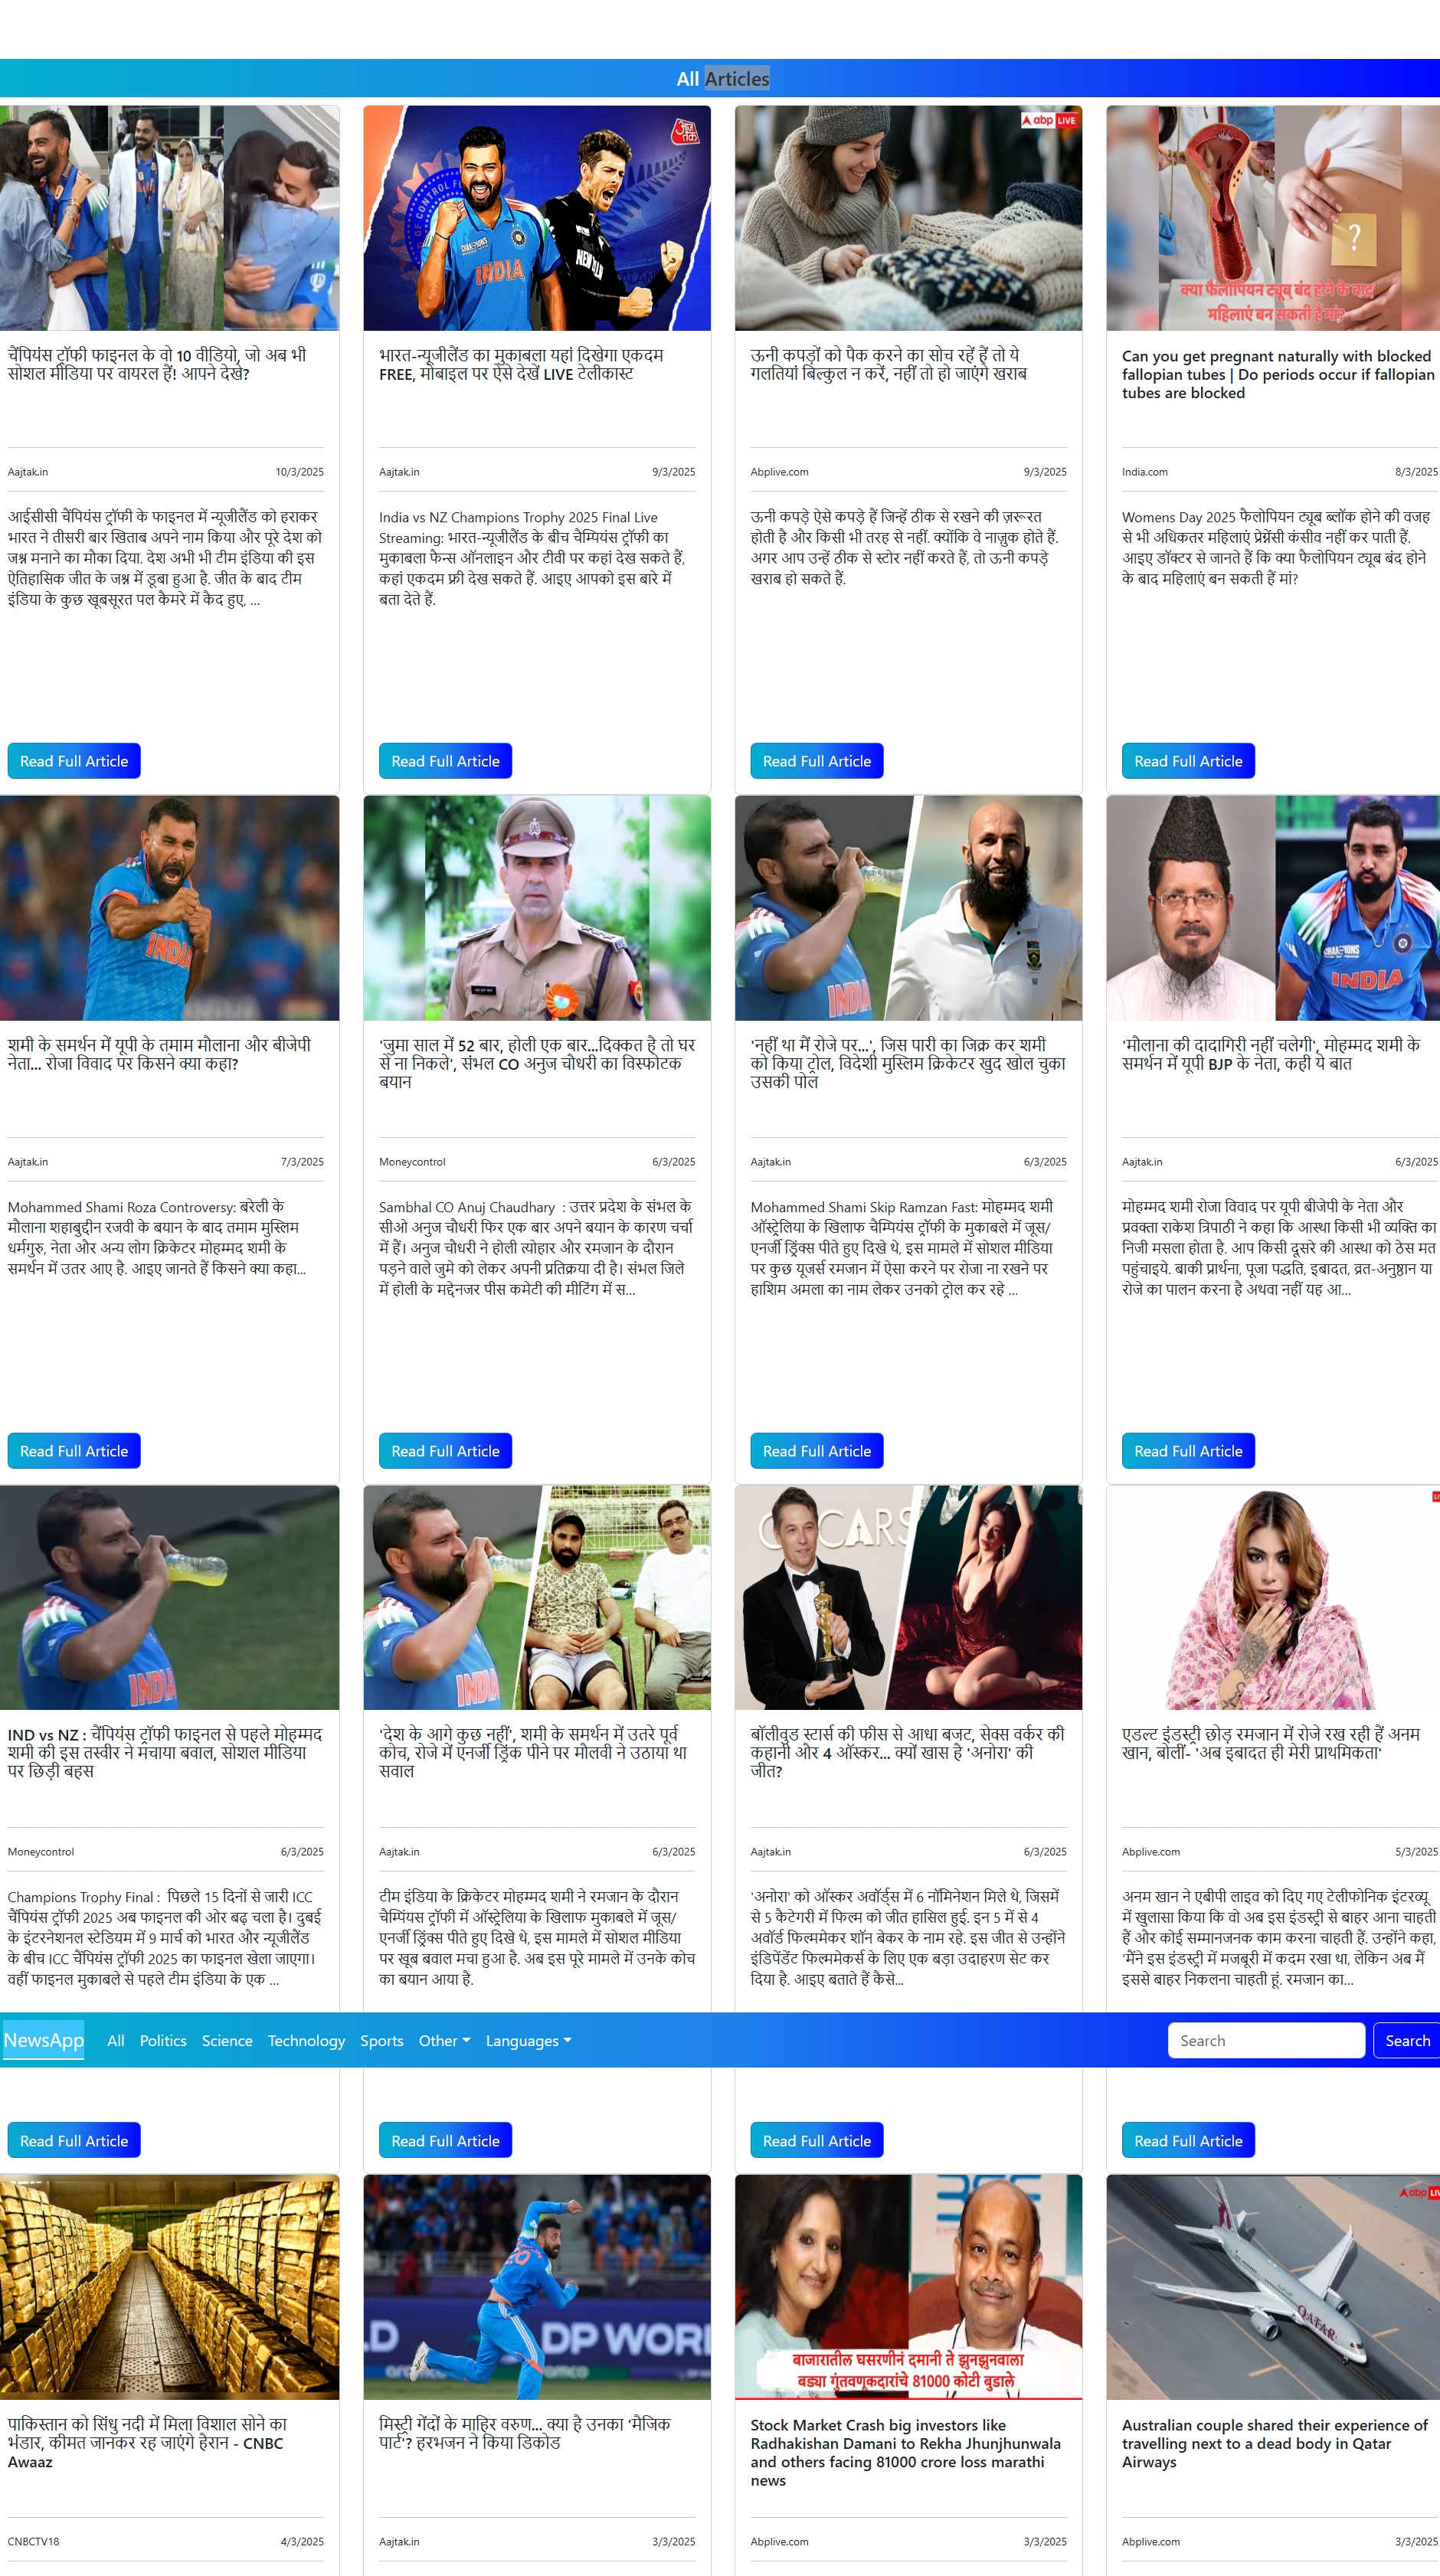 All Articles
आज तक
INDIA
abp LIVE
?
क्या फैलोपियन ट्यूब बंद होने के बाद
महिलाएं बन सकती हैं मां?
चैंपियंस ट्रॉफी फाइनल के वो 10 वीडियो, जो अब भी
सोशल मीडिया पर वायरल हैं! आपने देखे?
Aajtak.in 10/3/2025
आईसीसी चैंपियंस ट्रॉफी के फाइनल में न्यूजीलैंड को हराकर
भारत ने तीसरी बार खिताब अपने नाम किया और पूरे देश को
जश्न मनाने का मौका दिया. देश अभी भी टीम इंडिया की इस
ऐतिहासिक जीत के जश्न में डूबा हुआ है. जीत के बाद टीम
इंडिया के कुछ खूबसूरत पल कैमरे में कैद हुए, ...
Read Full Article
भारत-न्यूजीलैंड का मुकाबला यहां दिखेगा एकदम
FREE, मोबाइल पर ऐसे देखें LIVE टेलीकास्ट
Aajtak.in 9/3/2025
India vs NZ Champions Trophy 2025 Final Live
Streaming: भारत-न्यूजीलैंड के बीच चैम्पियंस ट्रॉफी का
मुकाबला फैन्स ऑनलाइन और टीवी पर कहां देख सकते हैं,
कहां एकदम फ्री देख सकते हैं. आइए आपको इस बारे में
बता देते हैं.
Read Full Article
ऊनी कपड़ों को पैक करने का सोच रहें हैं तो ये
गलतियां बिल्कुल न करें, नहीं तो हो जाएंगे खराब
Abplive.com 9/3/2025
ऊनी कपड़े ऐसे कपड़े हैं जिन्हें ठीक से रखने की ज़रूरत
होती है और किसी भी तरह से नहीं. क्योंकि वे नाज़ुक होते हैं.
अगर आप उन्हें ठीक से स्टोर नहीं करते हैं, तो ऊनी कपड़े
खराब हो सकते हैं.
Read Full Article
Can you get pregnant naturally with blocked
fallopian tubes | Do periods occur if fallopian
tubes are blocked
India.com 8/3/2025
Womens Day 2025 फैलोपियन ट्यूब ब्लॉक होने की वजह
से भी अधिकतर महिलाएं प्रेग्नेंसी कंसीव नहीं कर पाती हैं.
आइए डॉक्टर से जानते हैं कि क्या फैलोपियन ट्यूब बंद होने
के बाद महिलाएं बन सकती हैं मां?
Read Full Article
INDIA
INDIA
INDIA
शमी के समर्थन में यूपी के तमाम मौलाना और बीजेपी
नेता... रोजा विवाद पर किसने क्या कहा?
Aajtak.in 7/3/2025
Mohammed Shami Roza Controversy: बरेली के
मौलाना शहाबुद्दीन रजवी के बयान के बाद तमाम मुस्लिम
धर्मगुरु, नेता और अन्य लोग क्रिकेटर मोहम्मद शमी के
समर्थन में उतर आए है. आइए जानते हैं किसने क्या कहा...
Read Full Article
'जुमा साल में 52 बार, होली एक बार...दिक्कत है तो घर
से ना निकले', संभल CO अनुज चौधरी का विस्फोटक
बयान
Moneycontrol 6/3/2025
Sambhal CO Anuj Chaudhary : उत्तर प्रदेश के संभल के
सीओ अनुज चौधरी फिर एक बार अपने बयान के कारण चर्चा
में हैं। अनुज चौधरी ने होली त्योहार और रमजान के दौरान
पड़ने वाले जुमे को लेकर अपनी प्रतिक्रया दी है। संभल जिले
में होली के मद्देनजर पीस कमेटी की मीटिंग में स...
Read Full Article
'नहीं था मैं रोजे पर...', जिस पारी का जिक्र कर शमी
को किया ट्रोल, विदेशी मुस्लिम क्रिकेटर खुद खोल चुका
उसकी पोल
Aajtak.in 6/3/2025
Mohammed Shami Skip Ramzan Fast: मोहम्मद शमी
ऑस्ट्रेलिया के खिलाफ चैम्पियंस ट्रॉफी के मुकाबले में जूस/
एनर्जी ड्रिंक्स पीते हुए दिखे थे, इस मामले में सोशल मीडिया
पर कुछ यूजर्स रमजान में ऐसा करने पर रोजा ना रखने पर
हाशिम अमला का नाम लेकर उनको ट्रोल कर रहे ...
Read Full Article
'मौलाना की दादागिरी नहीं चलेगी', मोहम्मद शमी के
समर्थन में यूपी BJP के नेता, कही ये बात
Aajtak.in 6/3/2025
मोहम्मद शमी रोजा विवाद पर यूपी बीजेपी के नेता और
प्रवक्ता राकेश त्रिपाठी ने कहा कि आस्था किसी भी व्यक्ति का
निजी मसला होता है. आप किसी दूसरे की आस्था को ठेस मत
पहुंचाइये. बाकी प्रार्थना, पूजा पद्धति, इबादत, व्रत-अनुष्ठान या
रोजे का पालन करना है अथवा नहीं यह आ...
Read Full Article
INDIA
INDIA
OSCARS
IND vs NZ : चैंपियंस ट्रॉफी फाइनल से पहले मोहम्मद
शमी की इस तस्वीर ने मचाया बवाल, सोशल मीडिया
पर छिड़ी बहस
Moneycontrol 6/3/2025
Champions Trophy Final : पिछले 15 दिनों से जारी ICC
चैंपियंस ट्रॉफी 2025 अब फाइनल की ओर बढ़ चला है। दुबई
के इंटरनेशनल स्टेडियम में 9 मार्च को भारत और न्यूजीलैंड
के बीच ICC चैंपियंस ट्रॉफी 2025 का फाइनल खेला जाएगा।
वहीं फाइनल मुकाबले से पहले टीम इंडिया के एक ...
'देश के आगे कुछ नहीं', शमी के समर्थन में उतरे पूर्व
कोच, रोजे में एनर्जी ड्रिंक पीने पर मौलवी ने उठाया था
सवाल
Aajtak.in 6/3/2025
टीम इंडिया के क्रिकेटर मोहम्मद शमी ने रमजान के दौरान
चैम्पियंस ट्रॉफी में ऑस्ट्रेलिया के खिलाफ मुकाबले में जूस/
एनर्जी ड्रिंक्स पीते हुए दिखे थे, इस मामले में सोशल मीडिया
पर खूब बवाल मचा हुआ है. अब इस पूरे मामले में उनके कोच
का बयान आया है.
बॉलीवुड स्टार्स की फीस से आधा बजट, सेक्स वर्कर की
कहानी और 4 ऑस्कर... क्यों खास है 'अनोरा' की
जीत?
Aajtak.in 6/3/2025
'अनोरा' को ऑस्कर अवॉर्ड्स में 6 नॉमिनेशन मिले थे, जिसमें
से 5 कैटेगरी में फिल्म को जीत हासिल हुई. इन 5 में से 4
अवॉर्ड फिल्ममेकर शॉन बेकर के नाम रहे. इस जीत से उन्होंने
इंडिपेंडेंट फिल्ममेकर्स के लिए एक बड़ा उदाहरण सेट कर
दिया है. आइए बताते हैं कैसे...
एडल्ट इंडस्ट्री छोड़ रमजान में रोजे रख रही हैं अनम
खान, बोलीं- 'अब इबादत ही मेरी प्राथमिकता'
Abplive.com 5/3/2025
अनम खान ने एबीपी लाइव को दिए गए टेलीफोनिक इंटरव्यू
में खुलासा किया कि वो अब इस इंडस्ट्री से बाहर आना चाहती
हैं और कोई सम्मानजनक काम करना चाहती हैं. उन्होंने कहा,
'मैंने इस इंडस्ट्री में मजबूरी में कदम रखा था, लेकिन अब मैं
इससे बाहर निकलना चाहती हूं. रमजान का...
NewsApp All Politics Science Technology Sports Other Languages Search Search
Read Full Article Read Full Article Read Full Article Read Full Article
DP WORL
बाजारातील घसरणीनं दमानी ते झुनझुनवाला
बड्या गुंतवणूकदारांचे 81000 कोटी बुडाले
abp LIV
QATAR
पाकिस्तान को सिंधु नदी में मिला विशाल सोने का
भंडार, कीमत जानकर रह जाएंगे हैरान - CNBC
Awaaz
CNBCTV18 4/3/2025
मिस्ट्री गेंदों के माहिर वरुण... क्या है उनका 'मैजिक
पार्ट'? हरभजन ने किया डिकोड
Aajtak.in 3/3/2025
Stock Market Crash big investors like
Radhakishan Damani to Rekha Jhunjhunwala
and others facing 81000 crore loss marathi
news
Abplive.com 3/3/2025
Australian couple shared their experience of
travelling next to a dead body in Qatar
Airways
Abplive.com 3/3/2025